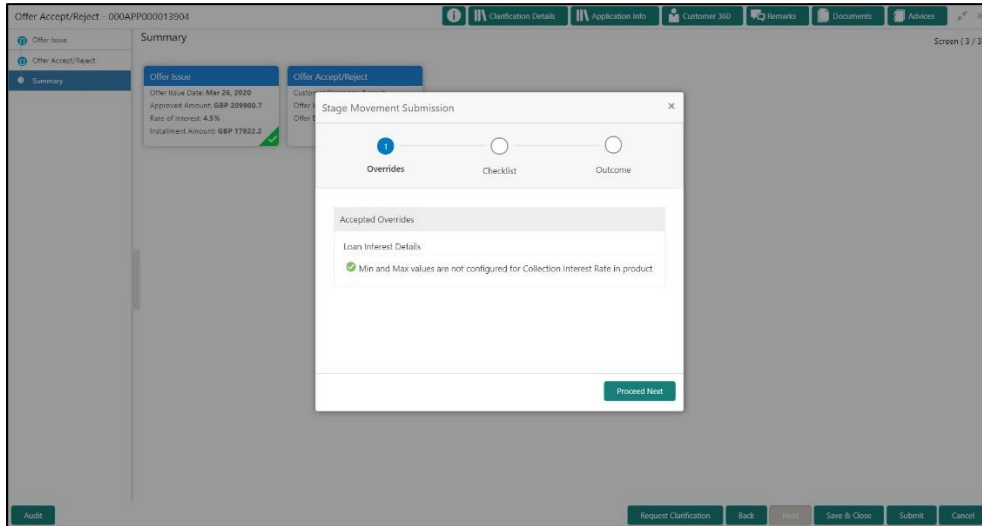 Offer Accept/Reject - 000APP000013904
Clarification Details
Application Info
Customer 360
Remarks
Documents
Advices
Offer Issue
Offer Accept/Reject
Summary
Summary
Screen ( 3 / 3
Offer Issue
Offer Issue Date: Mar 26, 2020
Approved Amount: GBP 209900.7
Rate of Interest: 4.5%
Installment Amount: GBP 17922.2
Offer Accept/Reject
Offer
Offer
Stage Movement Submission
1
Overrides
Checklist
Outcome
Accepted Overrides
Loan Interest Details
Min and Max values are not configured for Collection Interest Rate in product
Proceed Next
Audit
Request Clarification
Back
Next
Save & Close
Submit
Cancel